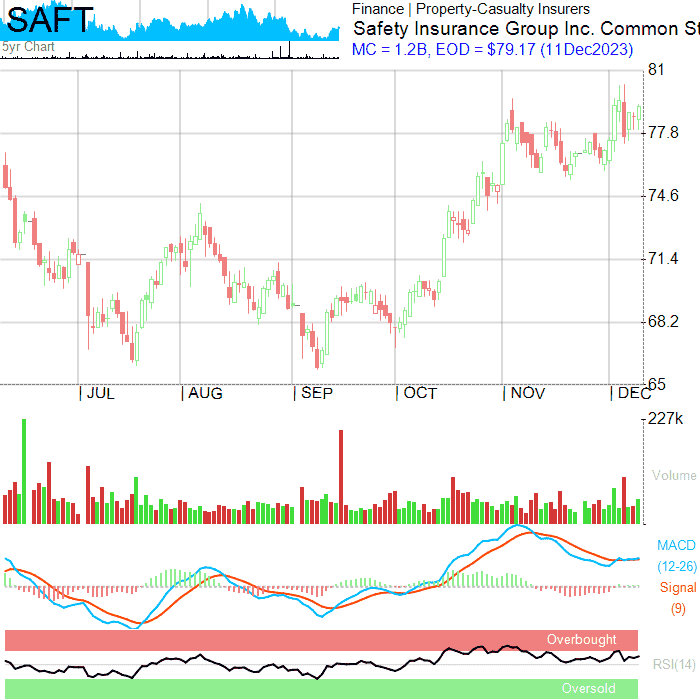 SAFT
5yr Chart
Finance | Property-Casualty Insurers
Safety Insurance Group Inc. Common St
MC = 1.2B, EOD = $79.17 (11Dec2023)
81
77.8
74.6
71.4
68.2
65
JUL
AUG
SEP
OCT
NOV
DEC
227k
Volume
MACD
(12-26)
Signal
(9)
Overbought
RSI(14)
Oversold